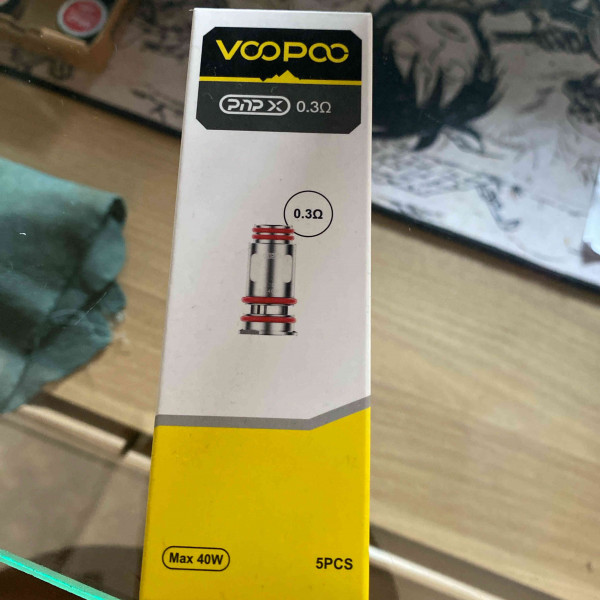 VOOPOO
PNP X 0.3Ω
0.3Ω
Max 40W
5PCS